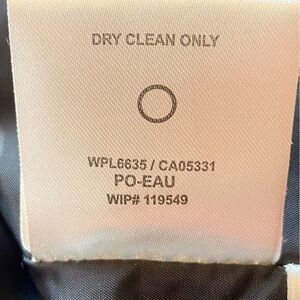 DRY CLEAN ONLY
WPL6635 / CA05331
PO-EAU
WIP# 119549